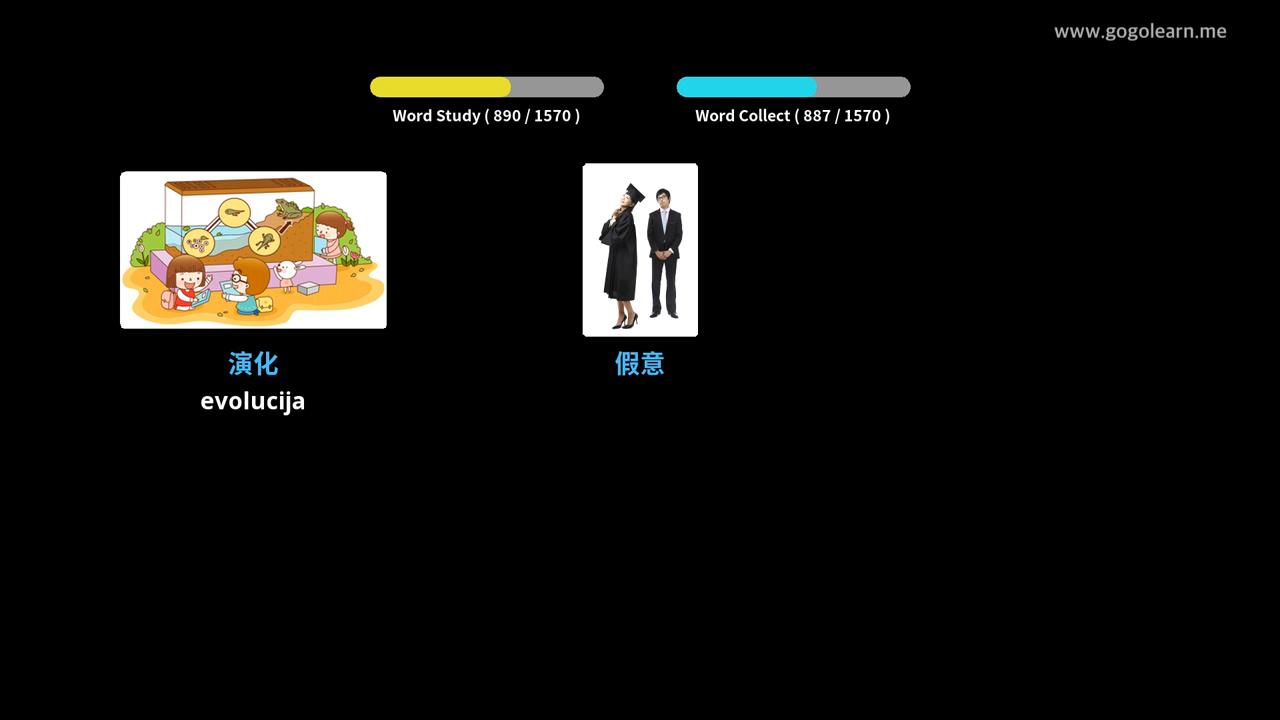 www.gogolearn.me
Word Study ( 890 / 1570 )
Word Collect ( 887 / 1570 )
演化
evolucija
假意